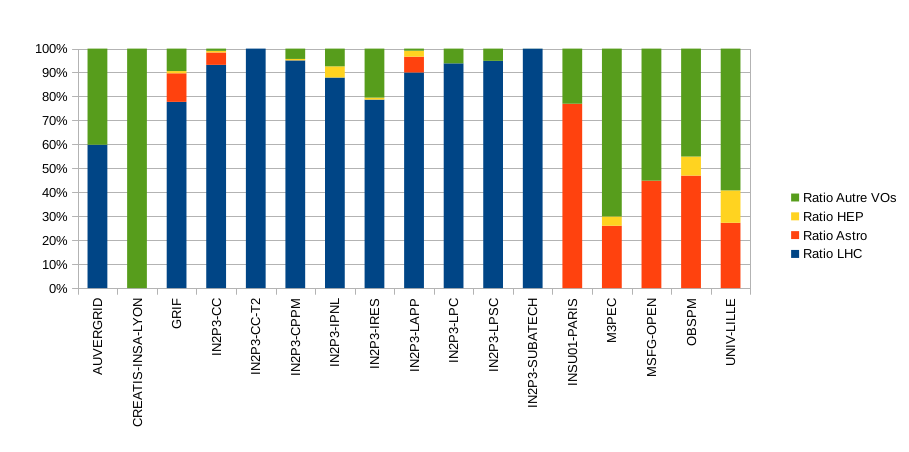 100%
90%
80%
70%
60%
50%
40%
30%
20%
10%
0%
AUVERGRID
CREATIS-INSA-LYON
GRIF
IN2P3-CC
IN2P3-CC-T2
IN2P3-CPPM
IN2P3-IPNL
IN2P3-IRES
IN2P3-LAPP
IN2P3-LPC
IN2P3-LPSC
IN2P3-SUBATECH
INSU01-PARIS
M3PEC
MSFG-OPEN
OBSPM
UNIV-LILLE
Ratio Autre VOs
Ratio HEP
Ratio Astro
Ratio LHC